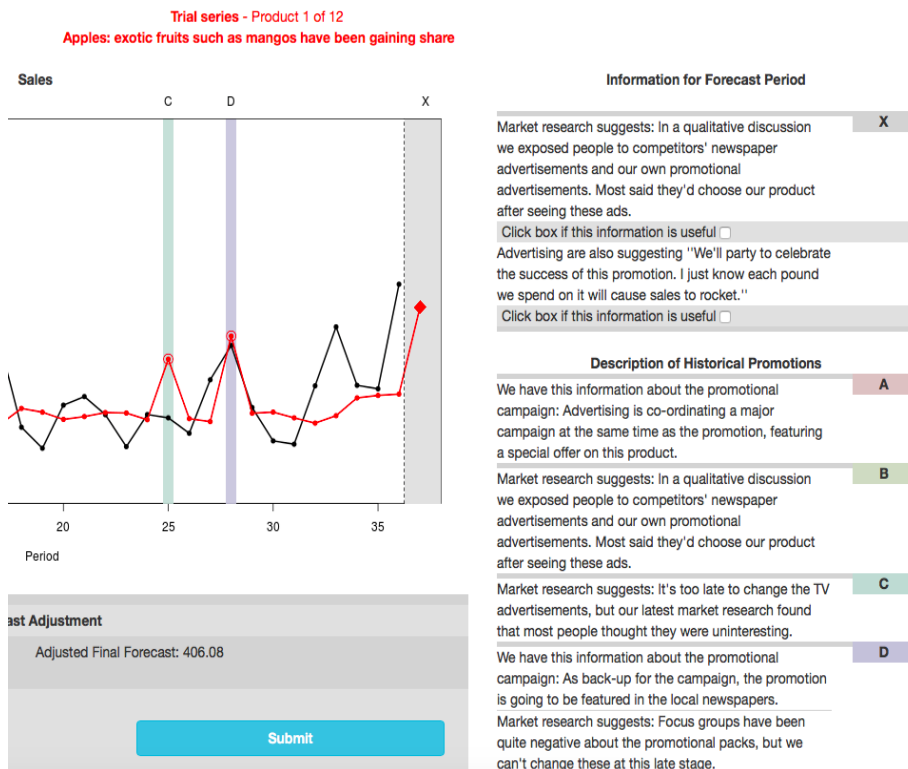 Trial series - Product 1 of 12
Apples: exotic fruits such as mangos have been gaining share
Sales
C D X
20 25 30 35
Period
ast Adjustment
Adjusted Final Forecast: 406.08
Submit
Information for Forecast Period
X
Market research suggests: In a qualitative discussion
we exposed people to competitors' newspaper
advertisements and our own promotional
advertisements. Most said they'd choose our product
after seeing these ads.
Click box if this information is useful
Advertising are also suggesting "We'll party to celebrate
the success of this promotion. I just know each pound
we spend on it will cause sales to rocket."
Click box if this information is useful
Description of Historical Promotions
A
We have this information about the promotional
campaign: Advertising is co-ordinating a major
campaign at the same time as the promotion, featuring
a special offer on this product.
B
Market research suggests: In a qualitative discussion
we exposed people to competitors' newspaper
advertisements and our own promotional
advertisements. Most said they'd choose our product
after seeing these ads.
C
Market research suggests: It's too late to change the TV
advertisements, but our latest market research found
that most people thought they were uninteresting.
D
We have this information about the promotional
campaign: As back-up for the campaign, the promotion
is going to be featured in the local newspapers.
Market research suggests: Focus groups have been
quite negative about the promotional packs, but we
can't change these at this late stage.